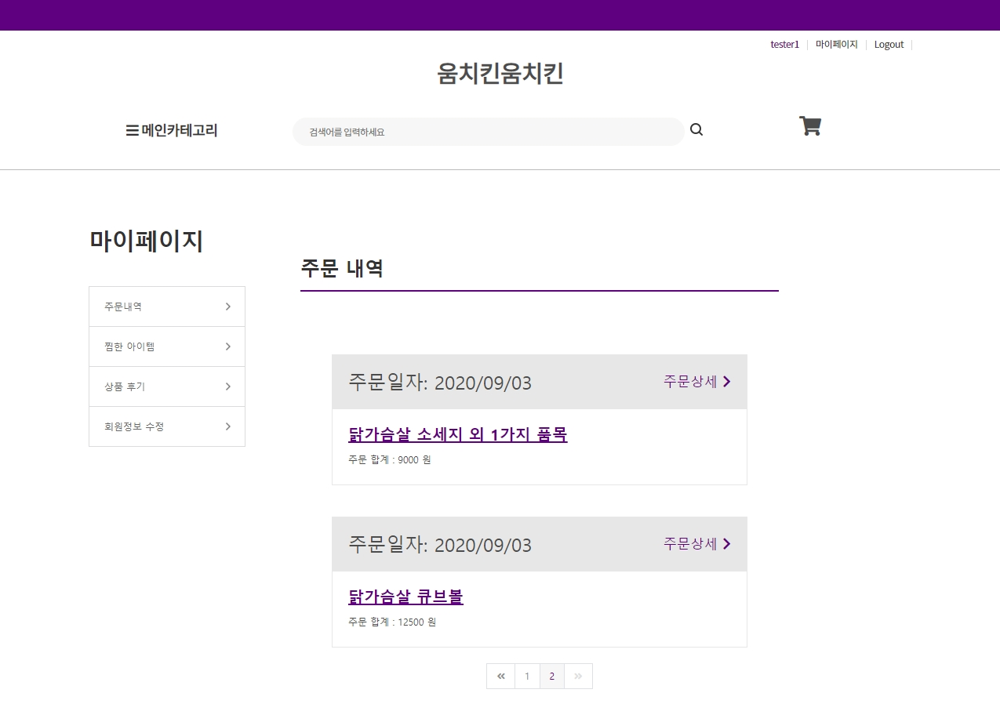 tester1 마이페이지 Logout
움치킨움치킨
메인카테고리
검색어를 입력하세요
마이페이지
주문내역
찜한 아이템
상품 후기
회원정보 수정
주문 내역
주문일자: 2020/09/03 주문상세
닭가슴살 소세지 외 1가지 품목
주문 합계 : 9000 원
주문일자: 2020/09/03 주문상세
닭가슴살 큐브볼
주문 합계 : 12500 원
« 1 2 »